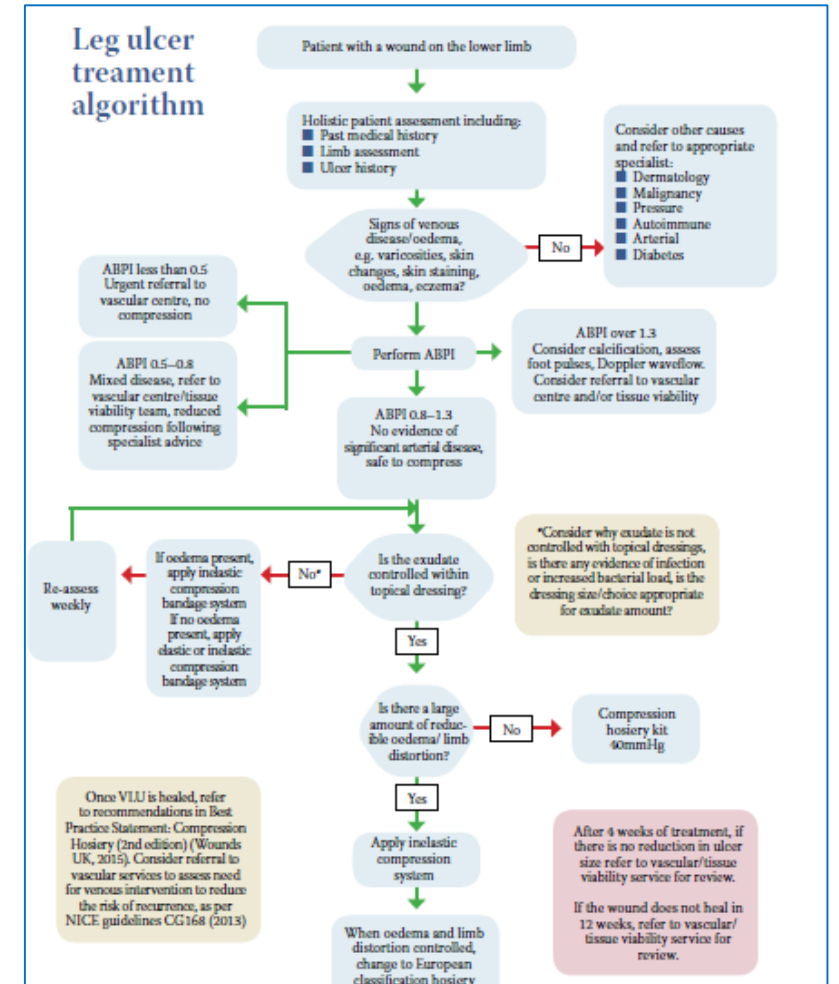 Leg ulcer
treament
algorithm
Patient with a wound on the lower limb
Holistic patient assessment including:
■ Past medical history
■ Limb assessment
■ Ulcer history
Consider other causes
and refer to appropriate
specialist:
■ Dermatology
■ Malignancy
■ Pressure
■ Autoimmune
■ Arterial
■ Diabetes
Signs of venous
disease/oedema,
e.g. varicosities, skin
changes, skin staining,
oedema, eczema?
No
ABPI less than 0.5
Urgent referral to
vascular centre, no
compression
Perform ABPI
ABPI over 1.3
Consider calcification, assess
foot pulses, Doppler waveflow.
Consider referral to vascular
centre and/or tissue viability
ABPI 0.5–0.8
Mixed disease, refer to
vascular centre/tissue
viability team, reduced
compression following
specialist advice
ABPI 0.8–1.3
No evidence of
significant arterial disease,
safe to compress
Re-assess
weekly
If oedema present,
apply inelastic
compression
bandage system
If no oedema
present, apply
elastic or inelastic
compression
bandage system
No*
Is the exudate
controlled within
topical dressing?
*Consider why exudate is not
controlled with topical dressings,
is there any evidence of infection
or increased bacterial load, is the
dressing size/choice appropriate
for exudate amount?
Yes
Is there a large
amount of reduc-
ible oedema/ limb
distortion?
No
Compression
hosiery kit
40mmHg
Yes
Apply inelastic
compression
system
When oedema and limb
distortion controlled,
change to European
classification hosiery
Once VLU is healed, refer
to recommendations in Best
Practice Statement: Compression
Hosiery (2nd edition) (Wounds
UK, 2015). Consider referral to
vascular services to assess need
for venous intervention to reduce
the risk of recurrence, as per
NICE guidelines CG168 (2013)
After 4 weeks of treatment, if
there is no reduction in ulcer
size refer to vascular/tissue
viability service for review.
If the wound does not heal in
12 weeks, refer to vascular/
tissue viability service for
review.